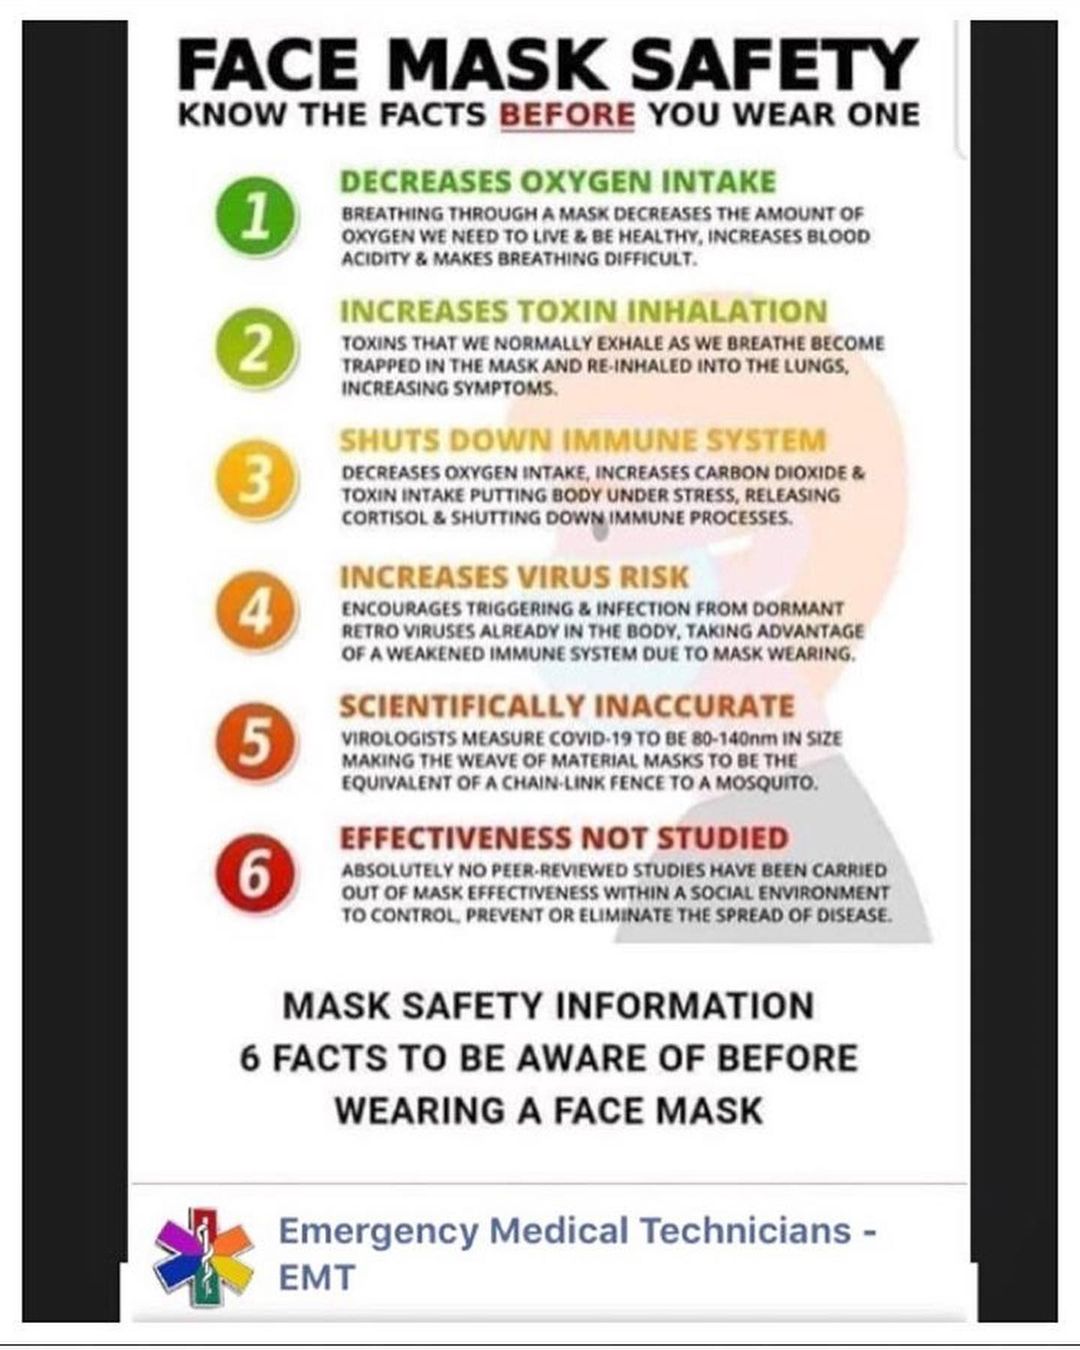 FACE MASK SAFETY
KNOW THE FACTS BEFORE YOU WEAR ONE
1
DECREASES OXYGEN INTAKE
BREATHING THROUGH A MASK DECREASES THE AMOUNT OF
OXYGEN WE NEED TO LIVE & BE HEALTHY, INCREASES BLOOD
ACIDITY & MAKES BREATHING DIFFICULT.
2
INCREASES TOXIN INHALATION
TOXINS THAT WE NORMALLY EXHALE AS WE BREATHE BECOME
TRAPPED IN THE MASK AND RE-INHALED INTO THE LUNGS,
INCREASING SYMPTOMS.
3
SHUTS DOWN IMMUNE SYSTEM
DECREASES OXYGEN INTAKE, INCREASES CARBON DIOXIDE &
TOXIN INTAKE PUTTING BODY UNDER STRESS, RELEASING
CORTISOL & SHUTTING DOWN IMMUNE PROCESSES.
4
INCREASES VIRUS RISK
ENCOURAGES TRIGGERING & INFECTION FROM DORMANT
RETRO VIRUSES ALREADY IN THE BODY, TAKING ADVANTAGE
OF A WEAKENED IMMUNE SYSTEM DUE TO MASK WEARING.
5
SCIENTIFICALLY INACCURATE
VIROLOGISTS MEASURE COVID-19 TO BE 80-140nm IN SIZE
MAKING THE WEAVE OF MATERIAL MASKS TO BE THE
EQUIVALENT OF A CHAIN-LINK FENCE TO A MOSQUITO.
6
EFFECTIVENESS NOT STUDIED
ABSOLUTELY NO PEER-REVIEWED STUDIES HAVE BEEN CARRIED
OUT OF MASK EFFECTIVENESS WITHIN A SOCIAL ENVIRONMENT
TO CONTROL, PREVENT OR ELIMINATE THE SPREAD OF DISEASE.
MASK SAFETY INFORMATION
6 FACTS TO BE AWARE OF BEFORE
WEARING A FACE MASK
Emergency Medical Technicians -
EMT